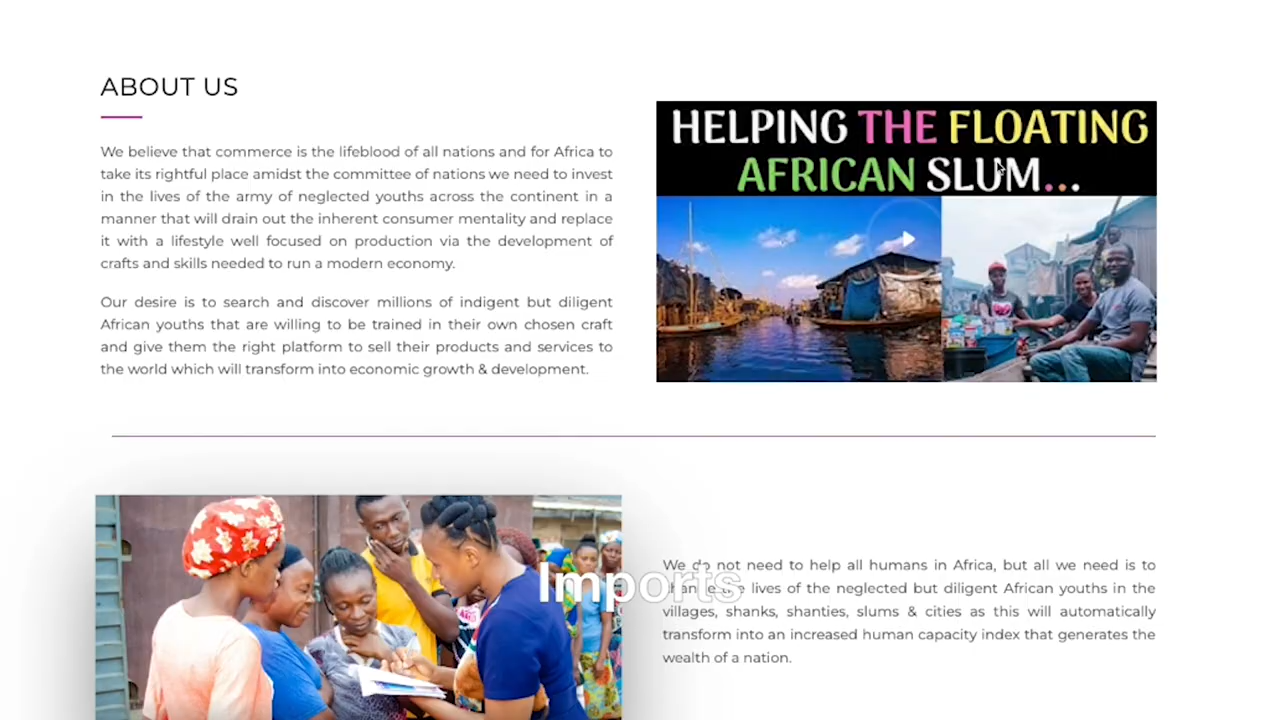 ABOUT US
We believe that commerce is the lifeblood of all nations and for Africa to
take its rightful place amidst the committee of nations we need to invest
in the lives of the army of neglected youths across the continent in a
manner that will drain out the inherent consumer mentality and replace
it with a lifestyle well focused on production via the development of
crafts and skills needed to run a modern economy.
Our desire is to search and discover millions of indigent but diligent
African youths that are willing to be trained in their own chosen craft
and give them the right platform to sell their products and services to
the world which will transform into economic growth & development.
HELPING THE FLOATING
AFRICAN SLUM...
Imports
We do not need to help all humans in Africa, but all we need is to
change the lives of the neglected but diligent African youths in the
villages, shanks, shanties, slums & cities as this will automatically
transform into an increased human capacity index that generates the
wealth of a nation.